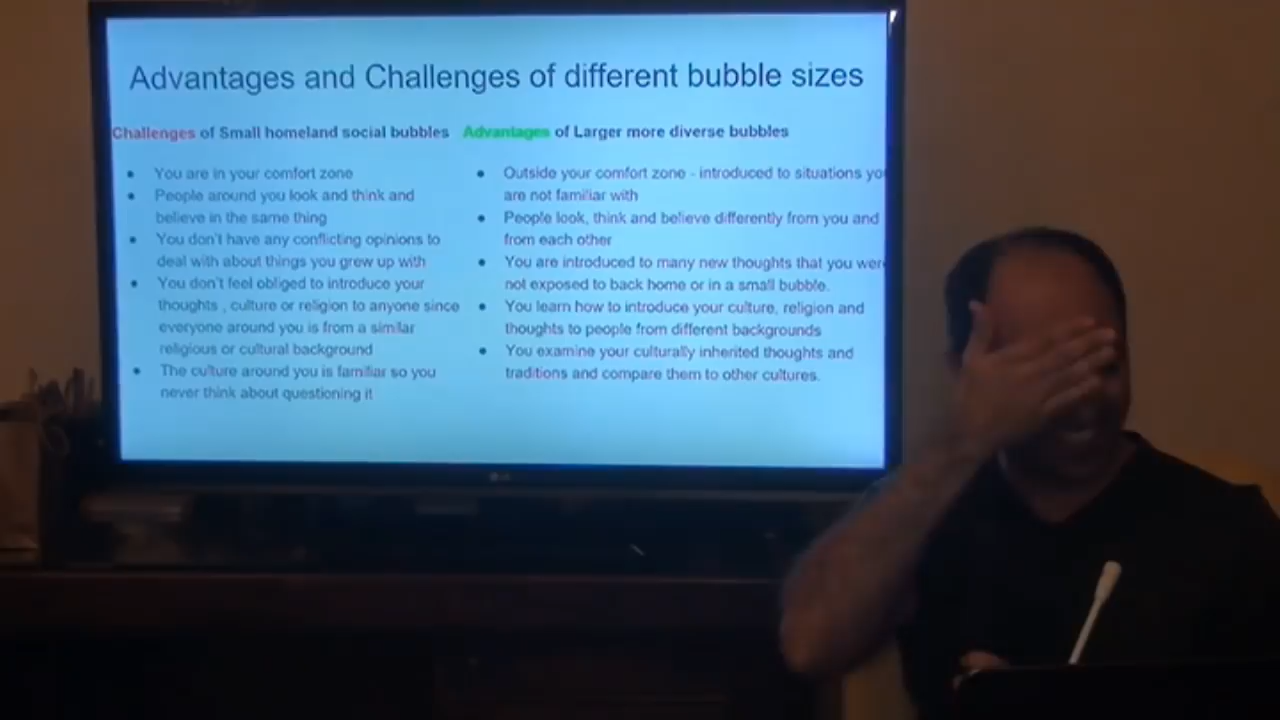 Advantages and Challenges of different bubble sizes
Challenges of Small homeland social bubbles
You are in your comfort zone
People around you look and think and
believe in the same thing
You don't have any conflicting opinions to
deal with about things you grew up with
You don't feel obliged to introduce your
thoughts , culture or religion to anyone since
everyone around you is from a similar
religious or cultural background
The culture around you is familiar so you
never think about questioning it
Advantages of Larger more diverse bubbles
Outside your comfort zone - introduced to situations you
are not familiar with
People look, think and believe differently from you and
from each other
You are introduced to many new thoughts that you were
not exposed to back home or in a small bubble.
You learn how to introduce your culture, religion and
thoughts to people from different backgrounds
You examine your culturally inherited thoughts and
traditions and compare them to other cultures.
LG